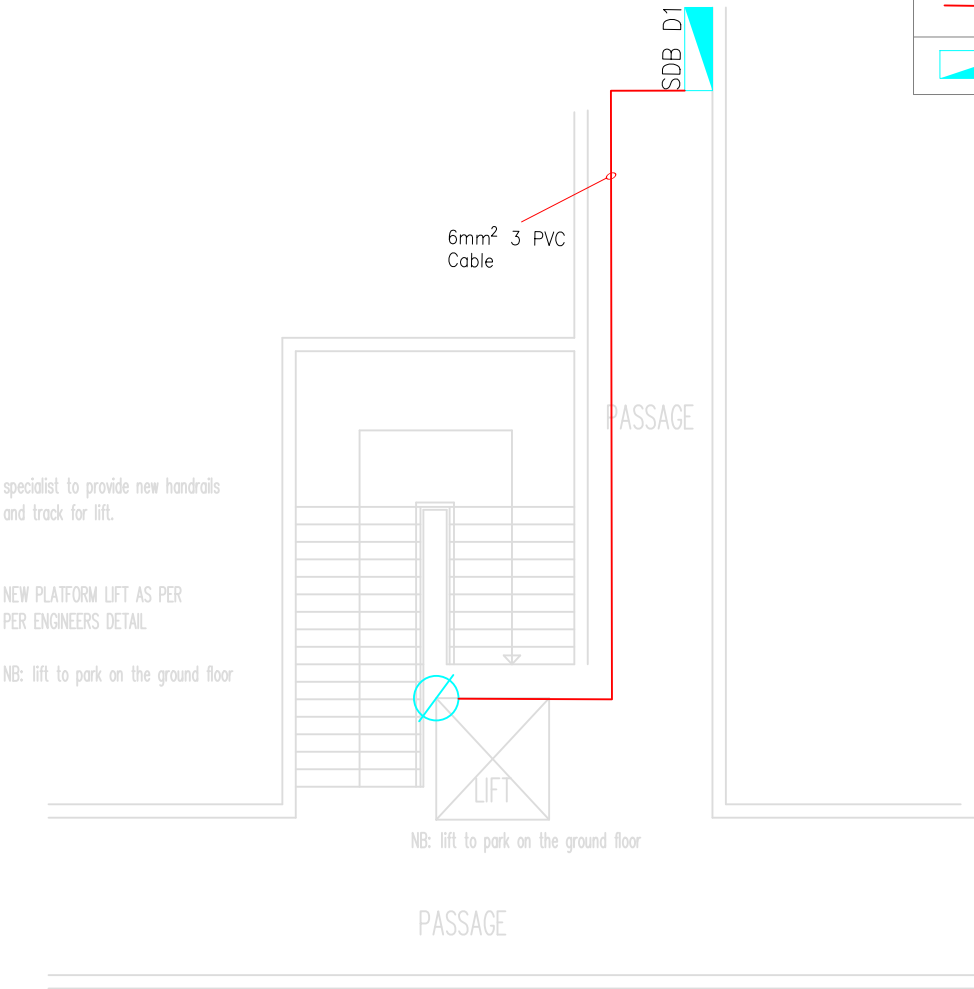 SDB D1
6mm² 3 PVC
Cable
PASSAGE
specialist to provide new handrails
and track for lift.
NEW PLATFORM LIFT AS PER
PER ENGINEERS DETAIL
NB: lift to park on the ground floor
LIFT
NB: lift to park on the ground floor
PASSAGE